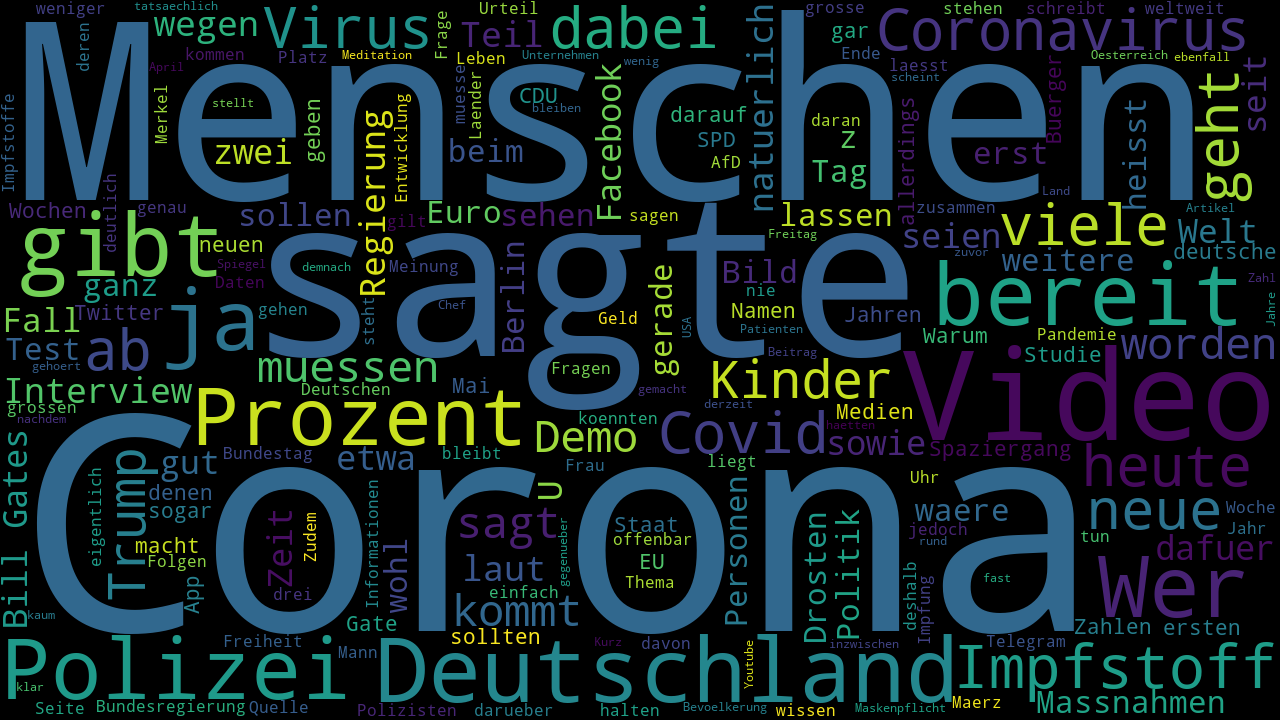 weniger
tatsaechlich
deren
wegen
Virus
Urteil
Frage
Teil
dabei
natuerlich
grosse
stehen
schreibt
weltweit
Coronavirus
kommen
Platz
Meditation
Leben
Unternehmen
wenig
gar
Ende
laesst
scheint
Oesterreich
ebenfall
April
Menschen
Impfstoffe
Merkel
stellt
geben
zwei
Entwicklung
muesse
Laender
CDU
bleiben
beim
Facebook
darauf
SPD
AfD
daran
z
Tag
allerdings
erst
Buerger
heisst
geht
seit
Land
Wochen
deutlich
genau
sollen
Regierung
gilt
Euro
sehen
sagen
lassen
zusammen
Artikel
gibt
neuen
Spiegel
Daten
ganz
demnach
Meinung
sagte
Freitag
seien
viele
Welt
zuvor
weitere
deutsche
Bild
nie
Namen
Jahren
bereit
Zahl
Jahre
Fall
Twitter
gehen
steht
Chef
Berlin
Geld
gerade
USA
Patienten
Warum
Pandemie
Test
gehoert
ab
ja
muessen
Fragen
Beitrag
Studie
worden
Interview
Deutschen
Mai
gemacht
Kinder
Video
grossen
nachdem
Prozent
koennten
derzeit
Medien
haetten
Demo
Covid
sowie
Spaziergang
Bill Gates
Trump
gut
Bundestag
etwa
bleibt
Frau
liegt
Uhr
heute
eigentlich
denen
sogar
Corona
U
Personen
waere
neue
Woche
Jahr
macht
Folgen
Zeit
Zudem
Informationen
wohl
sagt
gegenueber
Staat
offenbar
EU
Thema
Drosten
Politik
jedoch
rund
tun
dafuer
App
drei
laut
einfach
fast
deshalb
Impfung
Wer
kaum
Gate
kommt
Zahlen
ersten
Freiheit
Mann
sollten
Kurz
davon
Youtube
inzwischen
Telegram
Polizei
Deutschland
Impfstoff
klar
Seite
Bundesregierung
Quelle
Polizisten
darueber
halten
Bevoelkerung
wissen
Maskenpflicht
Maerz
Massnahmen